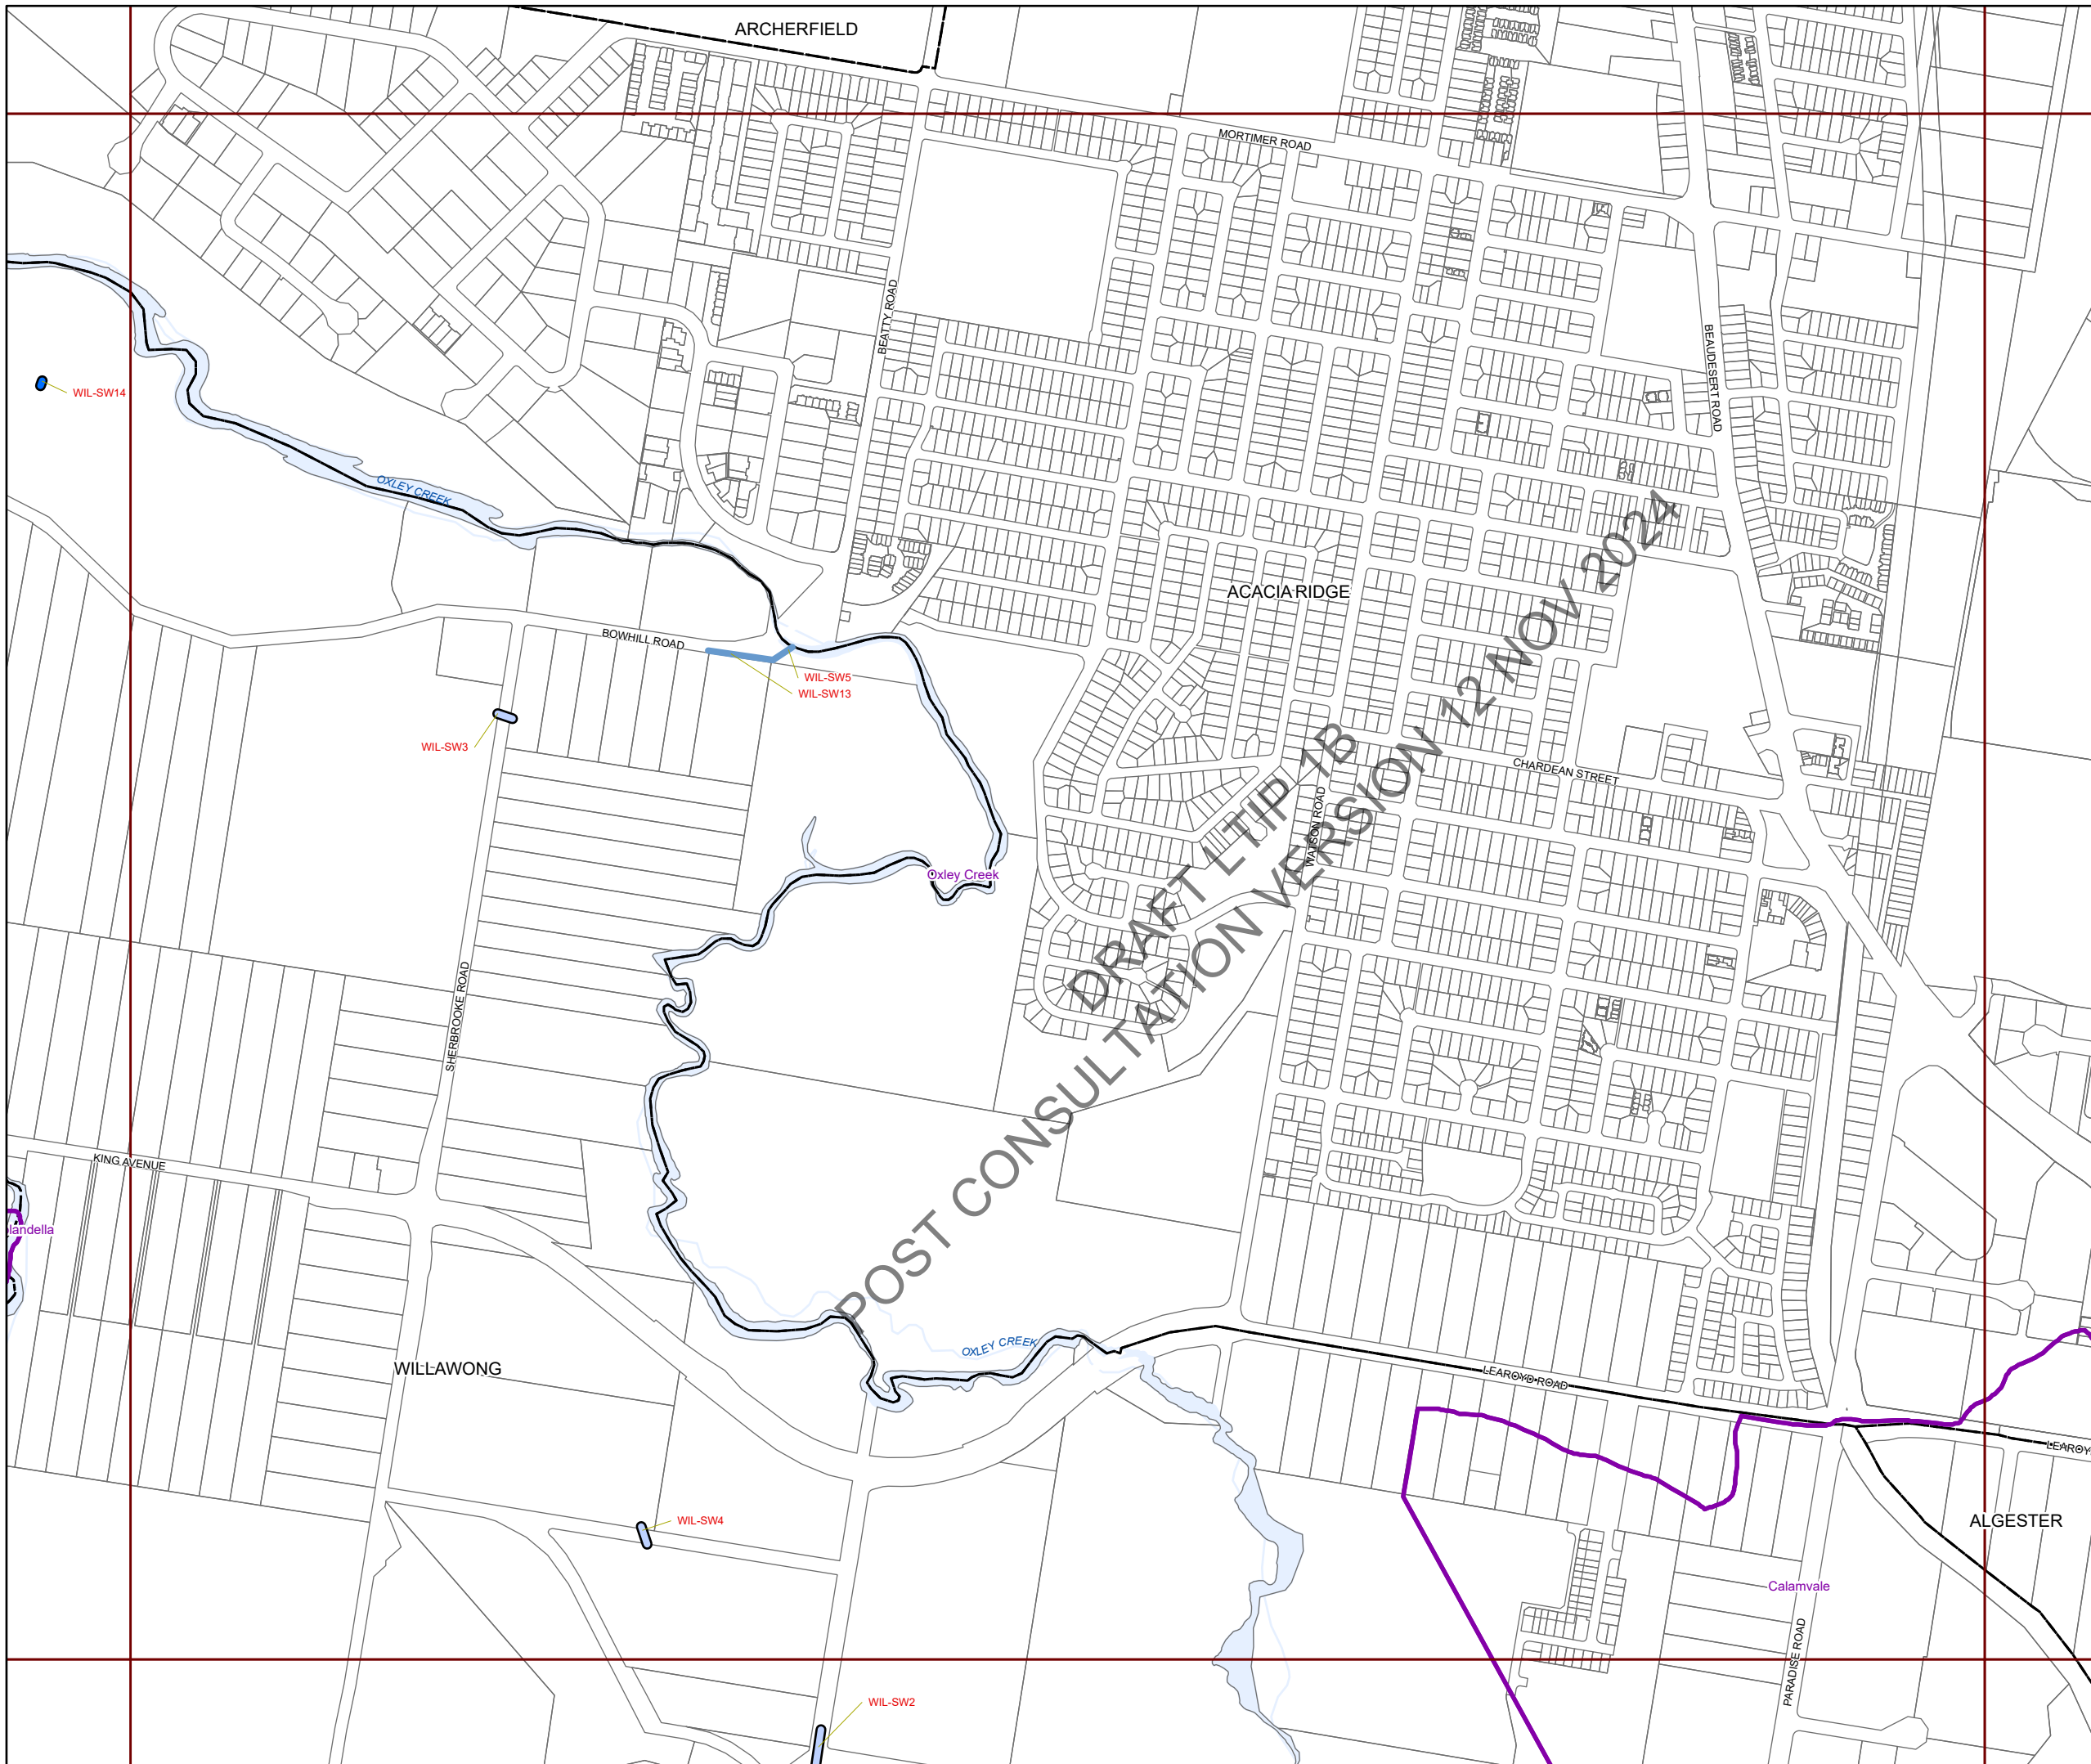 ARCHERFIELD
MORTIMER ROAD
BEATTY ROAD
BEAUDESERT ROAD
WIL-SW14
OXLEY CREEK
ACACIA RIDGE
BOWHILL ROAD
WIL-SW5
WIL-SW13
WIL-SW3
CHARDEAN STREET
WATSON ROAD
Oxley Creek
DRAFT LTIP 1B
POST CONSULTATION VERSION 12 NOV 2024
SHERBROOKE ROAD
KING AVENUE
landella
OXLEY CREEK
WILLAWONG
LEAROYD ROAD
LEAROY
WIL-SW4
ALGESTER
Calamvale
PARADISE ROAD
WIL-SW2